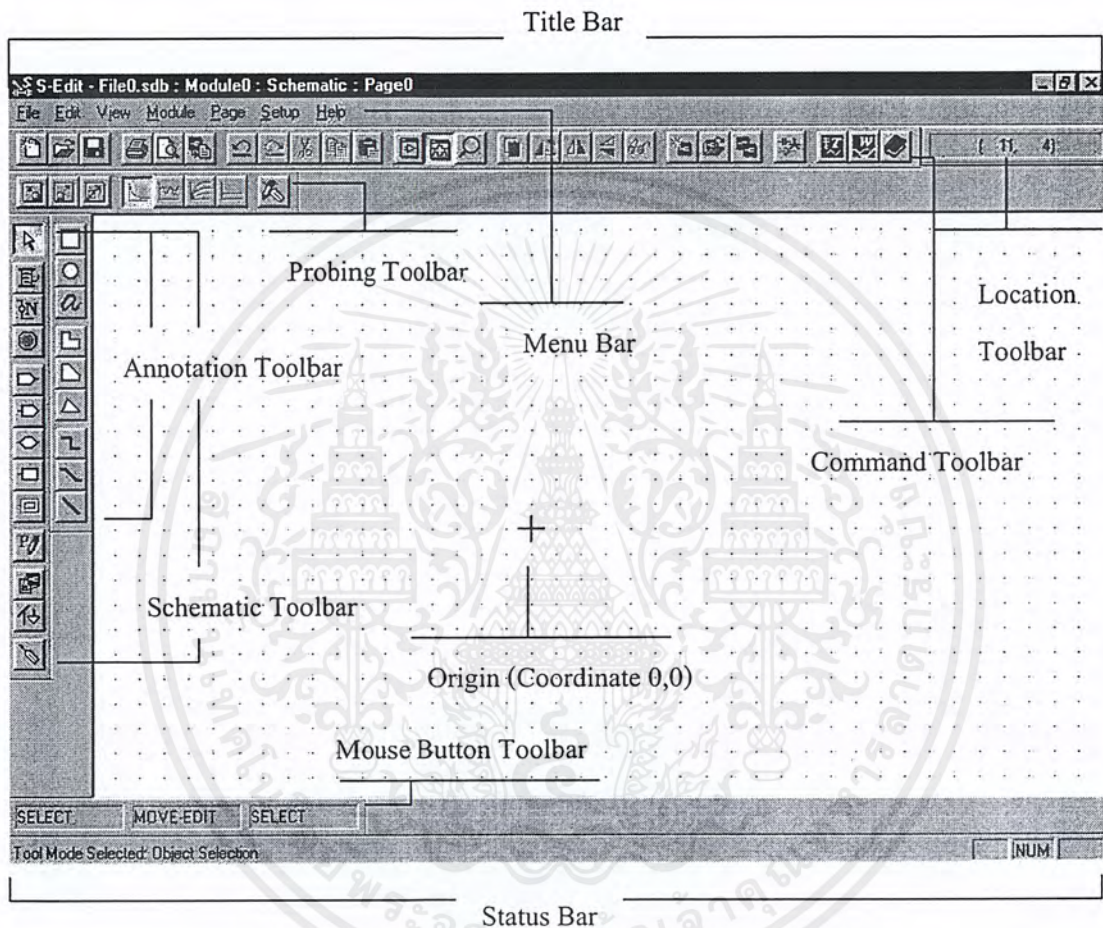 Title Bar
S-Edit - File0.sdb : Module0 : Schematic : Page0
File Edit View Module Page Setup Help
( 11, 4)
Probing Toolbar
Menu Bar
Location
Toolbar
Annotation Toolbar
Command Toolbar
Schematic Toolbar
Origin (Coordinate 0,0)
Mouse Button Toolbar
SELECT MOVE-EDIT SELECT
Tool Mode Selected: Object Selection NUM
Status Bar